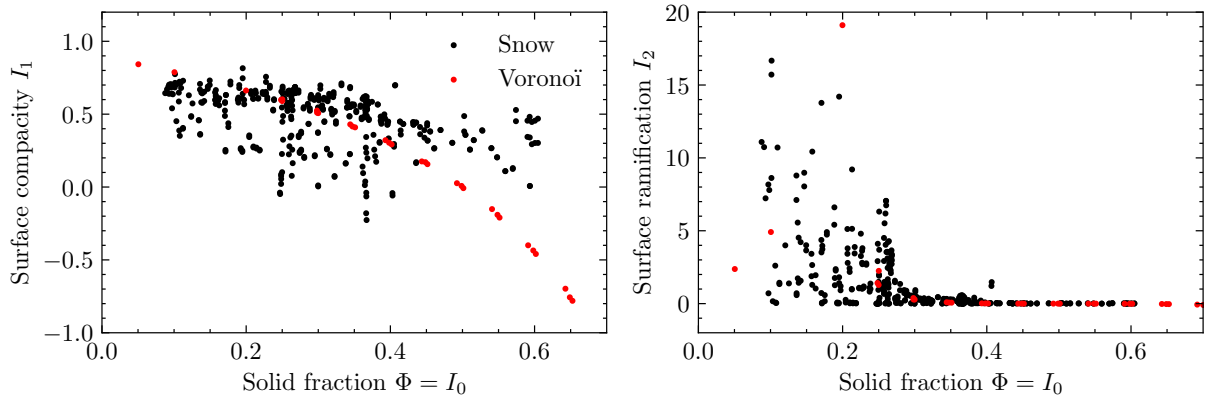 1.0
0.5
0.0
−0.5
−1.0
Surface compacity I₁
Snow
Voronoï
0.0 0.2 0.4 0.6
Solid fraction Φ = I₀
20
15
10
5
0
Surface ramification I₂
0.0 0.2 0.4 0.6
Solid fraction Φ = I₀